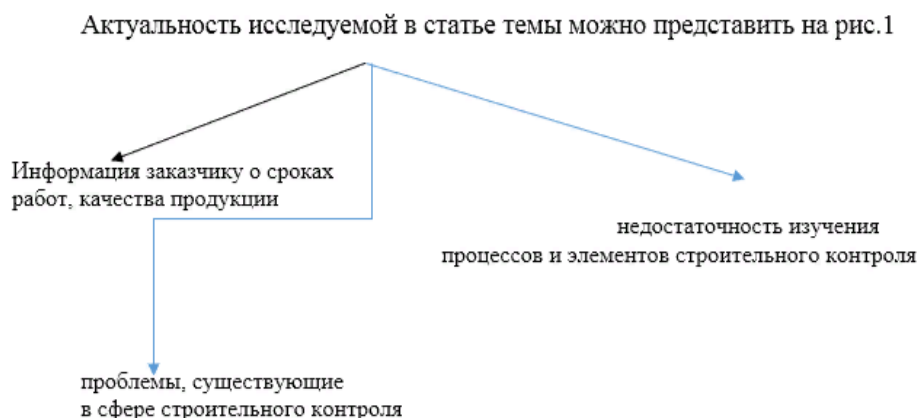 Актуальность исследуемой в статье темы можно представить на рис.1
Информация заказчику о сроках
работ, качества продукции
недостаточность изучения
процессов и элементов строительного контроля
проблемы, существующие
в сфере строительного контроля